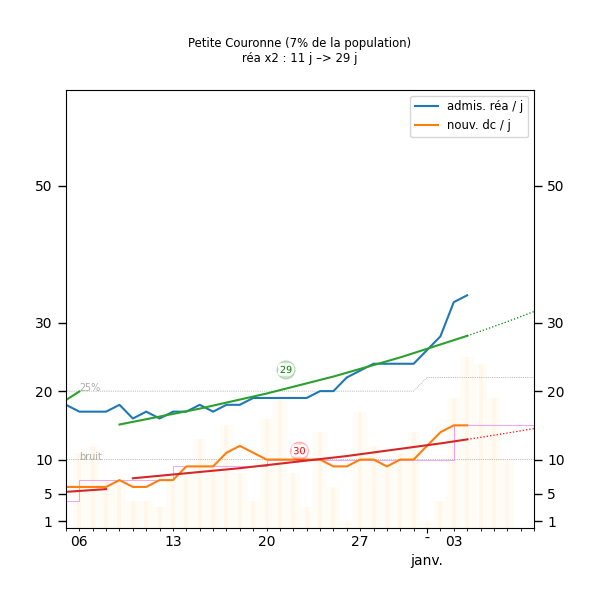 Petite Couronne (7% de la population)
réa x2 : 11 j –> 29 j
admis. réa / j
nouv. dc / j
50 50
30 30
29
25%
20 20
30
bruit
10 10
5 5
1 1
06 13 20 27 - 03
janv.